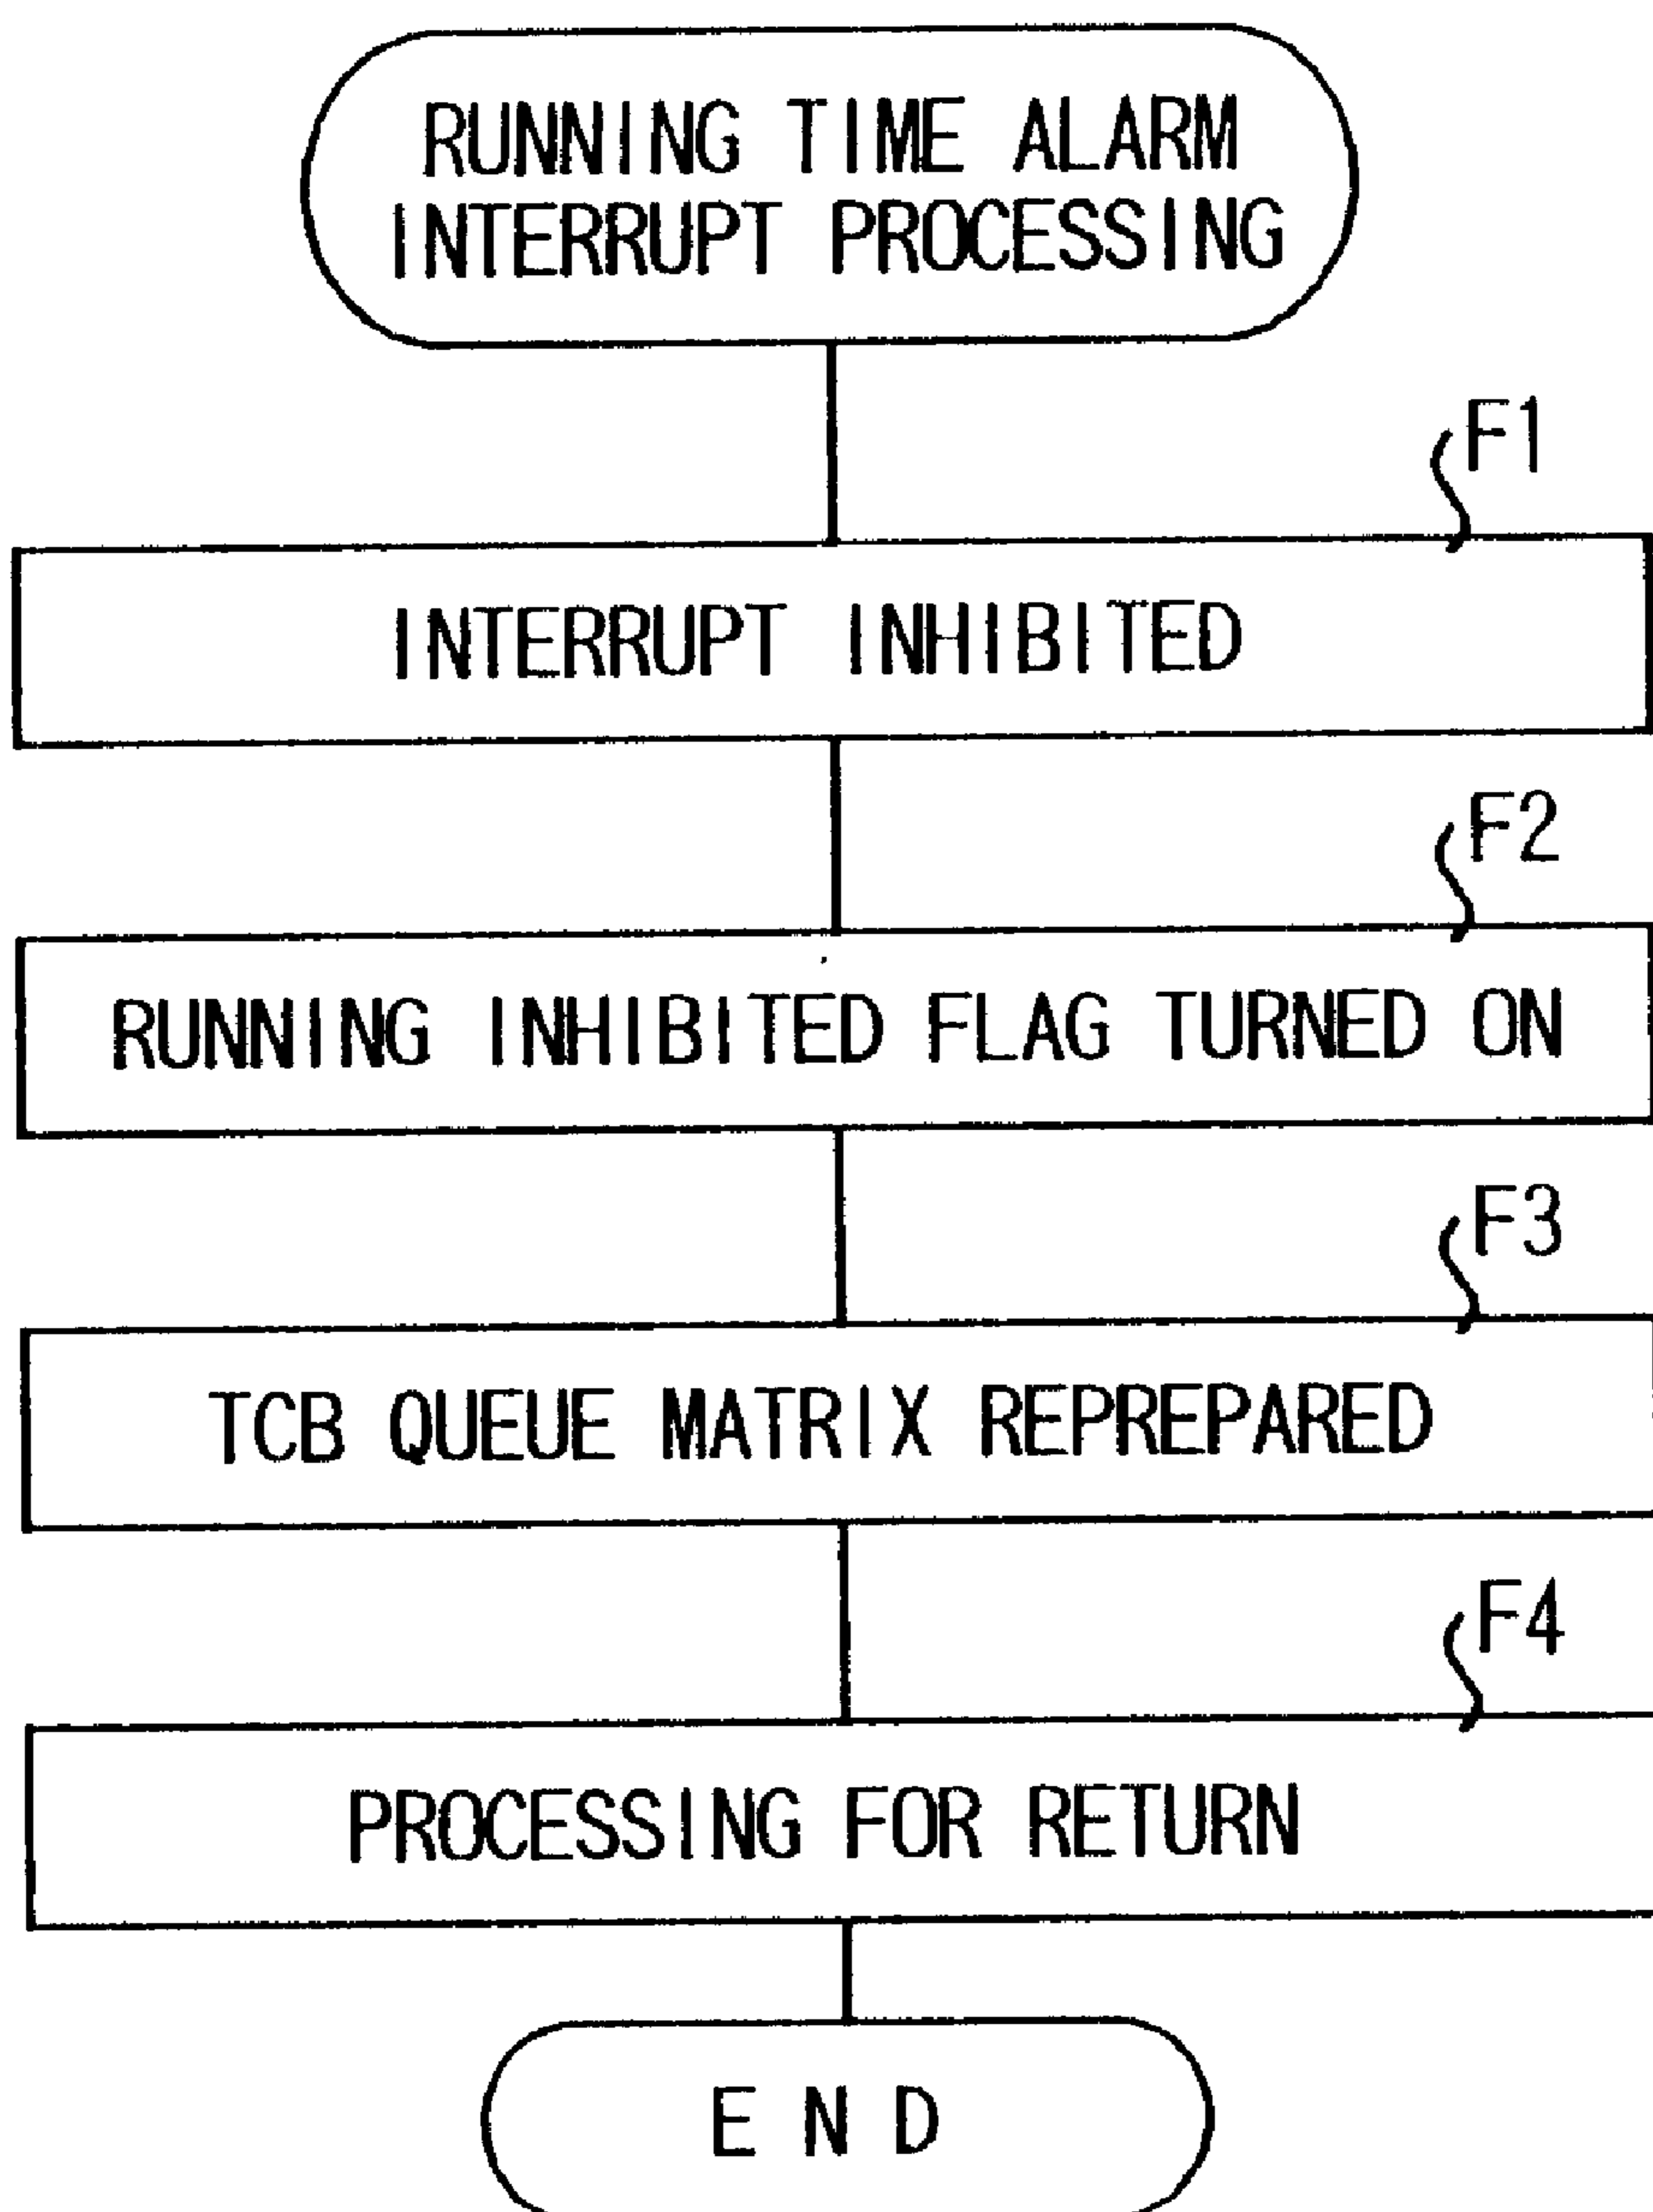 RUNNING TIME ALARM
INTERRUPT PROCESSING
F1
INTERRUPT INHIBITED
F2
RUNNING INHIBITED FLAG TURNED ON
F3
TCB QUEUE MATRIX REPREPARED
F4
PROCESSING FOR RETURN
END